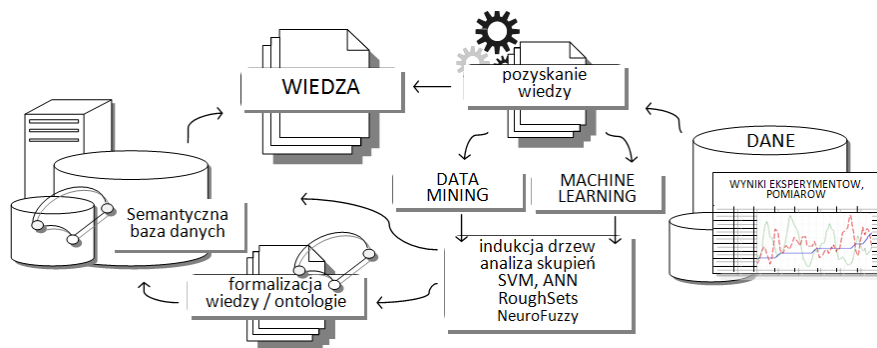 WIEDZA
pozyskanie
wiedzy
DANE
WYNIKI EKSPERYMENTOW,
POMIAROW
DATA
MINING
MACHINE
LEARNING
Semantyczna
baza danych
indukcja drzew
analiza skupień
SVM, ANN
RoughSets
NeuroFuzzy
formalizacja
wiedzy / ontologie